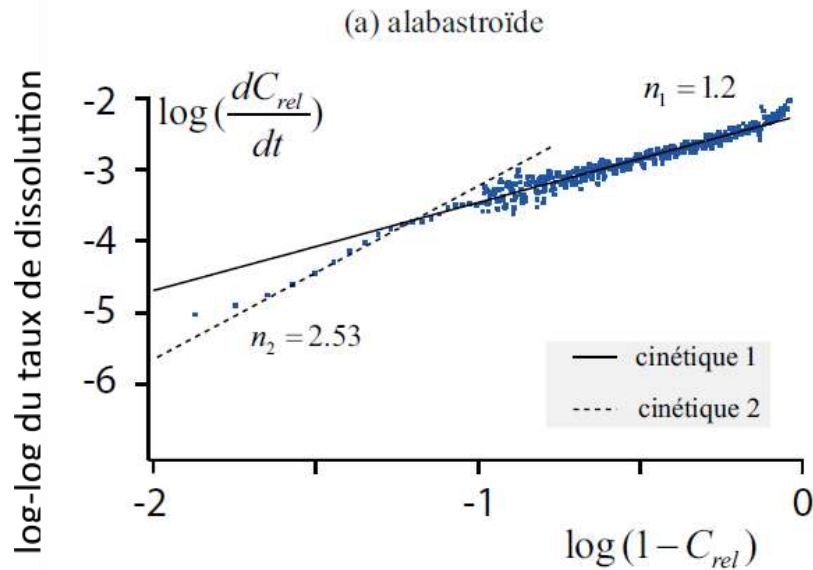 (a) alabastroïde
log-log du taux de dissolution
log (dC_rel / dt)
n₁ = 1.2
n₂ = 2.53
-2
-3
-4
-5
-6
cinétique 1
cinétique 2
-2 -1 0
log (1 − C_rel)